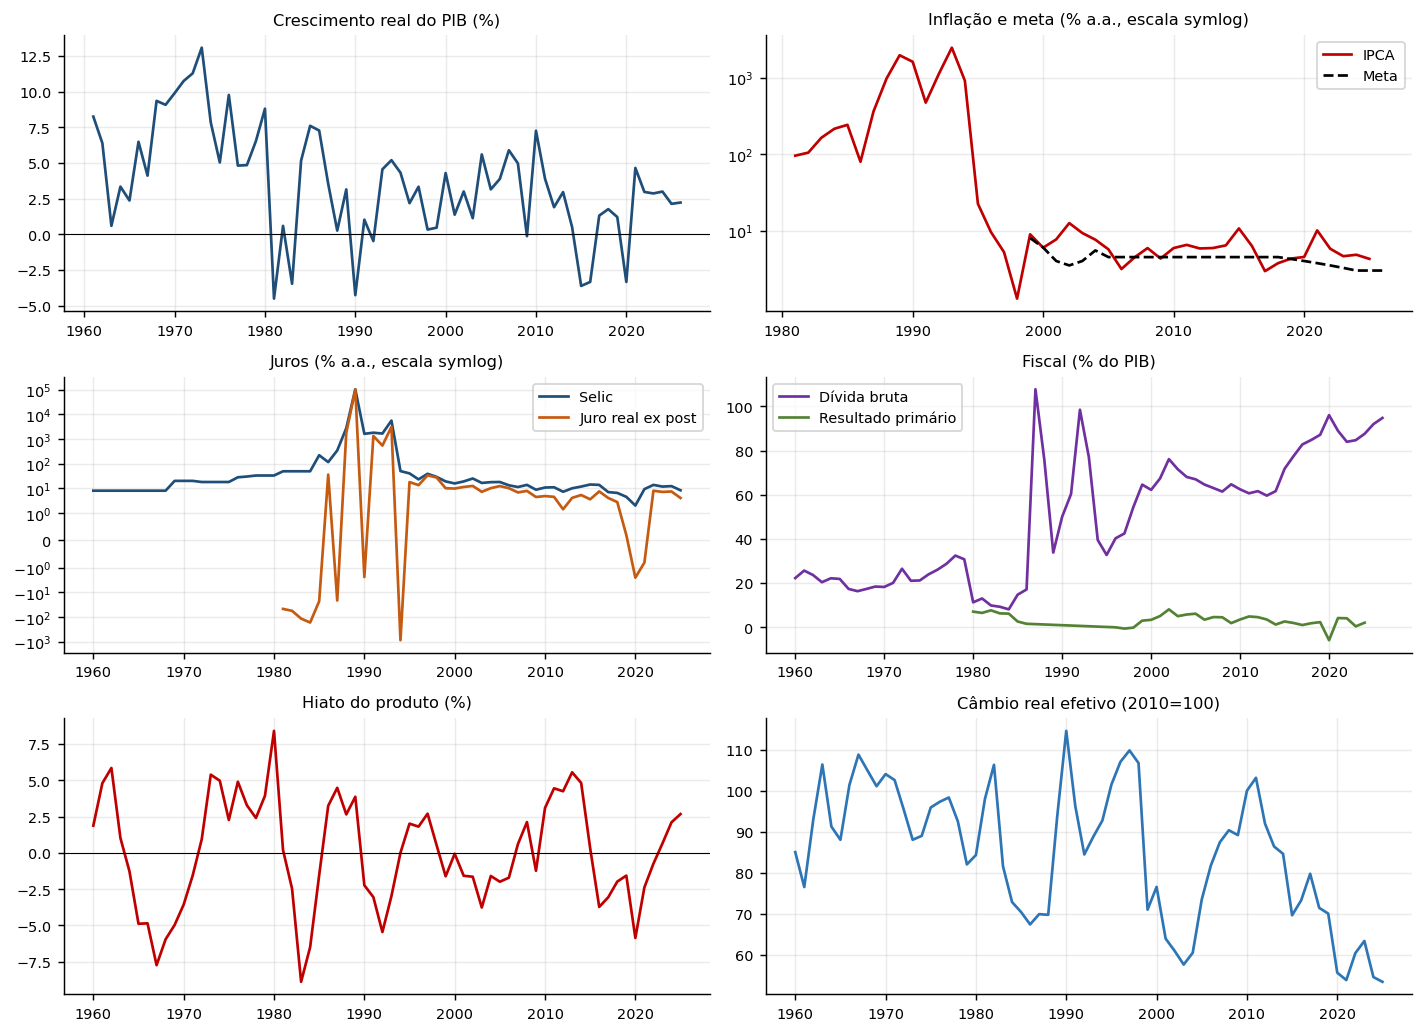 Crescimento real do PIB (%)
12.5
10.0
7.5
5.0
2.5
0.0
−2.5
−5.0
1960 1970 1980 1990 2000 2010 2020
Inflação e meta (% a.a., escala symlog)
IPCA
Meta
10³
10²
10¹
1980 1990 2000 2010 2020
Juros (% a.a., escala symlog)
Selic
Juro real ex post
10⁵
10⁴
10³
10²
10¹
10⁰
0
−10⁰
−10¹
−10²
−10³
1960 1970 1980 1990 2000 2010 2020
Fiscal (% do PIB)
Dívida bruta
Resultado primário
100
80
60
40
20
0
1960 1970 1980 1990 2000 2010 2020
Hiato do produto (%)
7.5
5.0
2.5
0.0
−2.5
−5.0
−7.5
1960 1970 1980 1990 2000 2010 2020
Câmbio real efetivo (2010=100)
110
100
90
80
70
60
1960 1970 1980 1990 2000 2010 2020